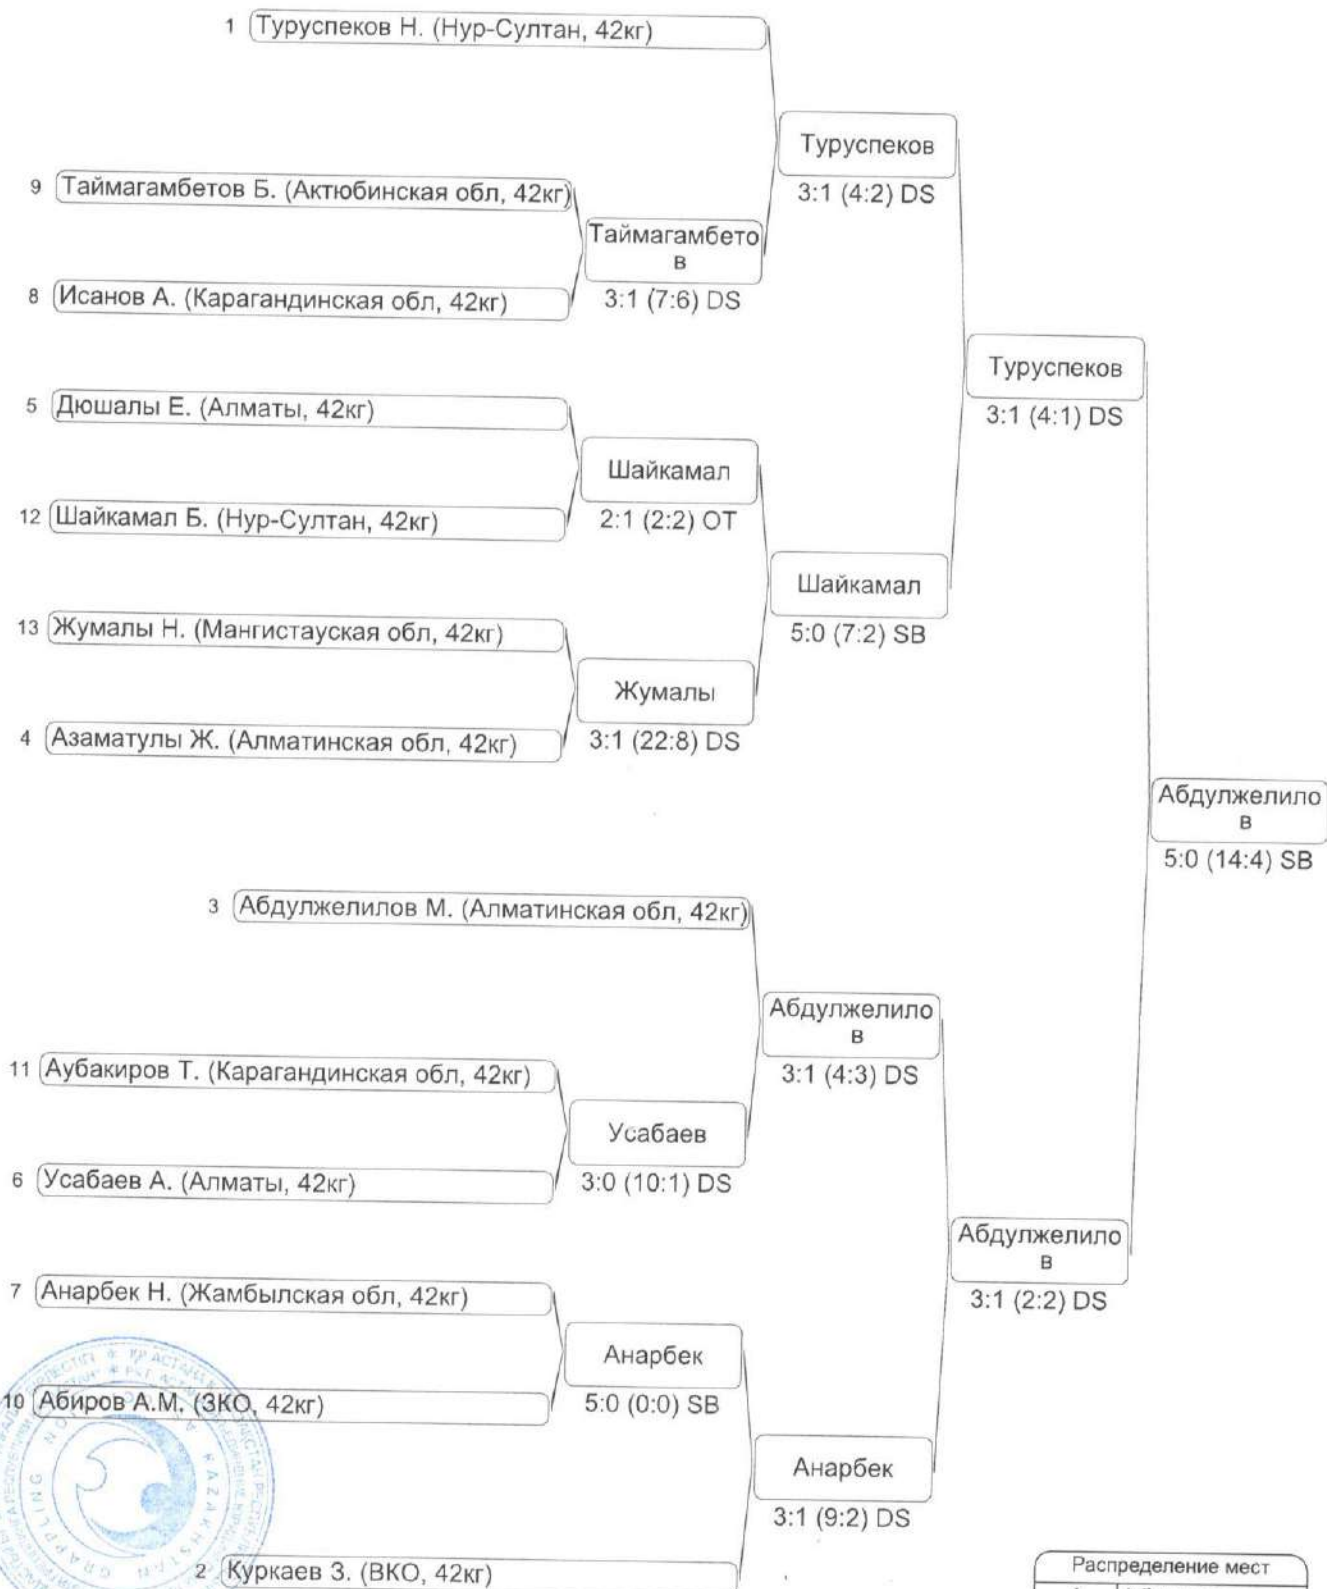 1 Туруспеков Н. (Нур-Султан, 42кг)
Туруспеков
3:1 (4:2) DS
9 Таймагамбетов Б. (Актюбинская обл, 42кг)
Таймагамбето
в
3:1 (7:6) DS
8 Исанов А. (Карагандинская обл, 42кг)
Туруспеков
3:1 (4:1) DS
5 Дюшалы Е. (Алматы, 42кг)
Шайкамал
2:1 (2:2) OT
12 Шайкамал Б. (Нур-Султан, 42кг)
Шайкамал
5:0 (7:2) SB
13 Жумалы Н. (Мангистауская обл, 42кг)
Жумалы
3:1 (22:8) DS
4 Азаматулы Ж. (Алматинская обл, 42кг)
Абдулжелило
в
5:0 (14:4) SB
3 Абдулжелилов М. (Алматинская обл, 42кг)
Абдулжелило
в
3:1 (4:3) DS
11 Аубакиров Т. (Карагандинская обл, 42кг)
Усабаев
3:0 (10:1) DS
6 Усабаев А. (Алматы, 42кг)
Абдулжелило
в
3:1 (2:2) DS
7 Анарбек Н. (Жамбылская обл, 42кг)
Анарбек
5:0 (0:0) SB
10 Абиров А.М. (ЗКО, 42кг)
Анарбек
3:1 (9:2) DS
2 Куркаев З. (ВКО, 42кг)
Распределение мест
KAZAKHSTAN GRAPPLING